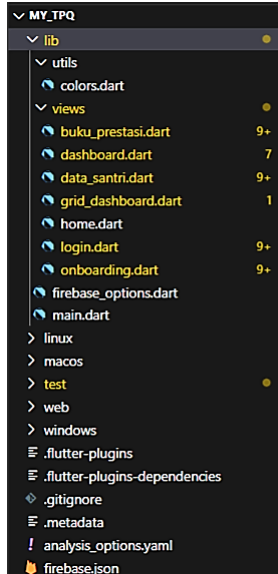 MY_TPQ
lib
utils
colors.dart
views
buku_prestasi.dart 9+
dashboard.dart 7
data_santri.dart 9+
grid_dashboard.dart 1
home.dart
login.dart 9+
onboarding.dart 9+
firebase_options.dart
main.dart
linux
macos
test
web
windows
.flutter-plugins
.flutter-plugins-dependencies
.gitignore
.metadata
! analysis_options.yaml
firebase.json